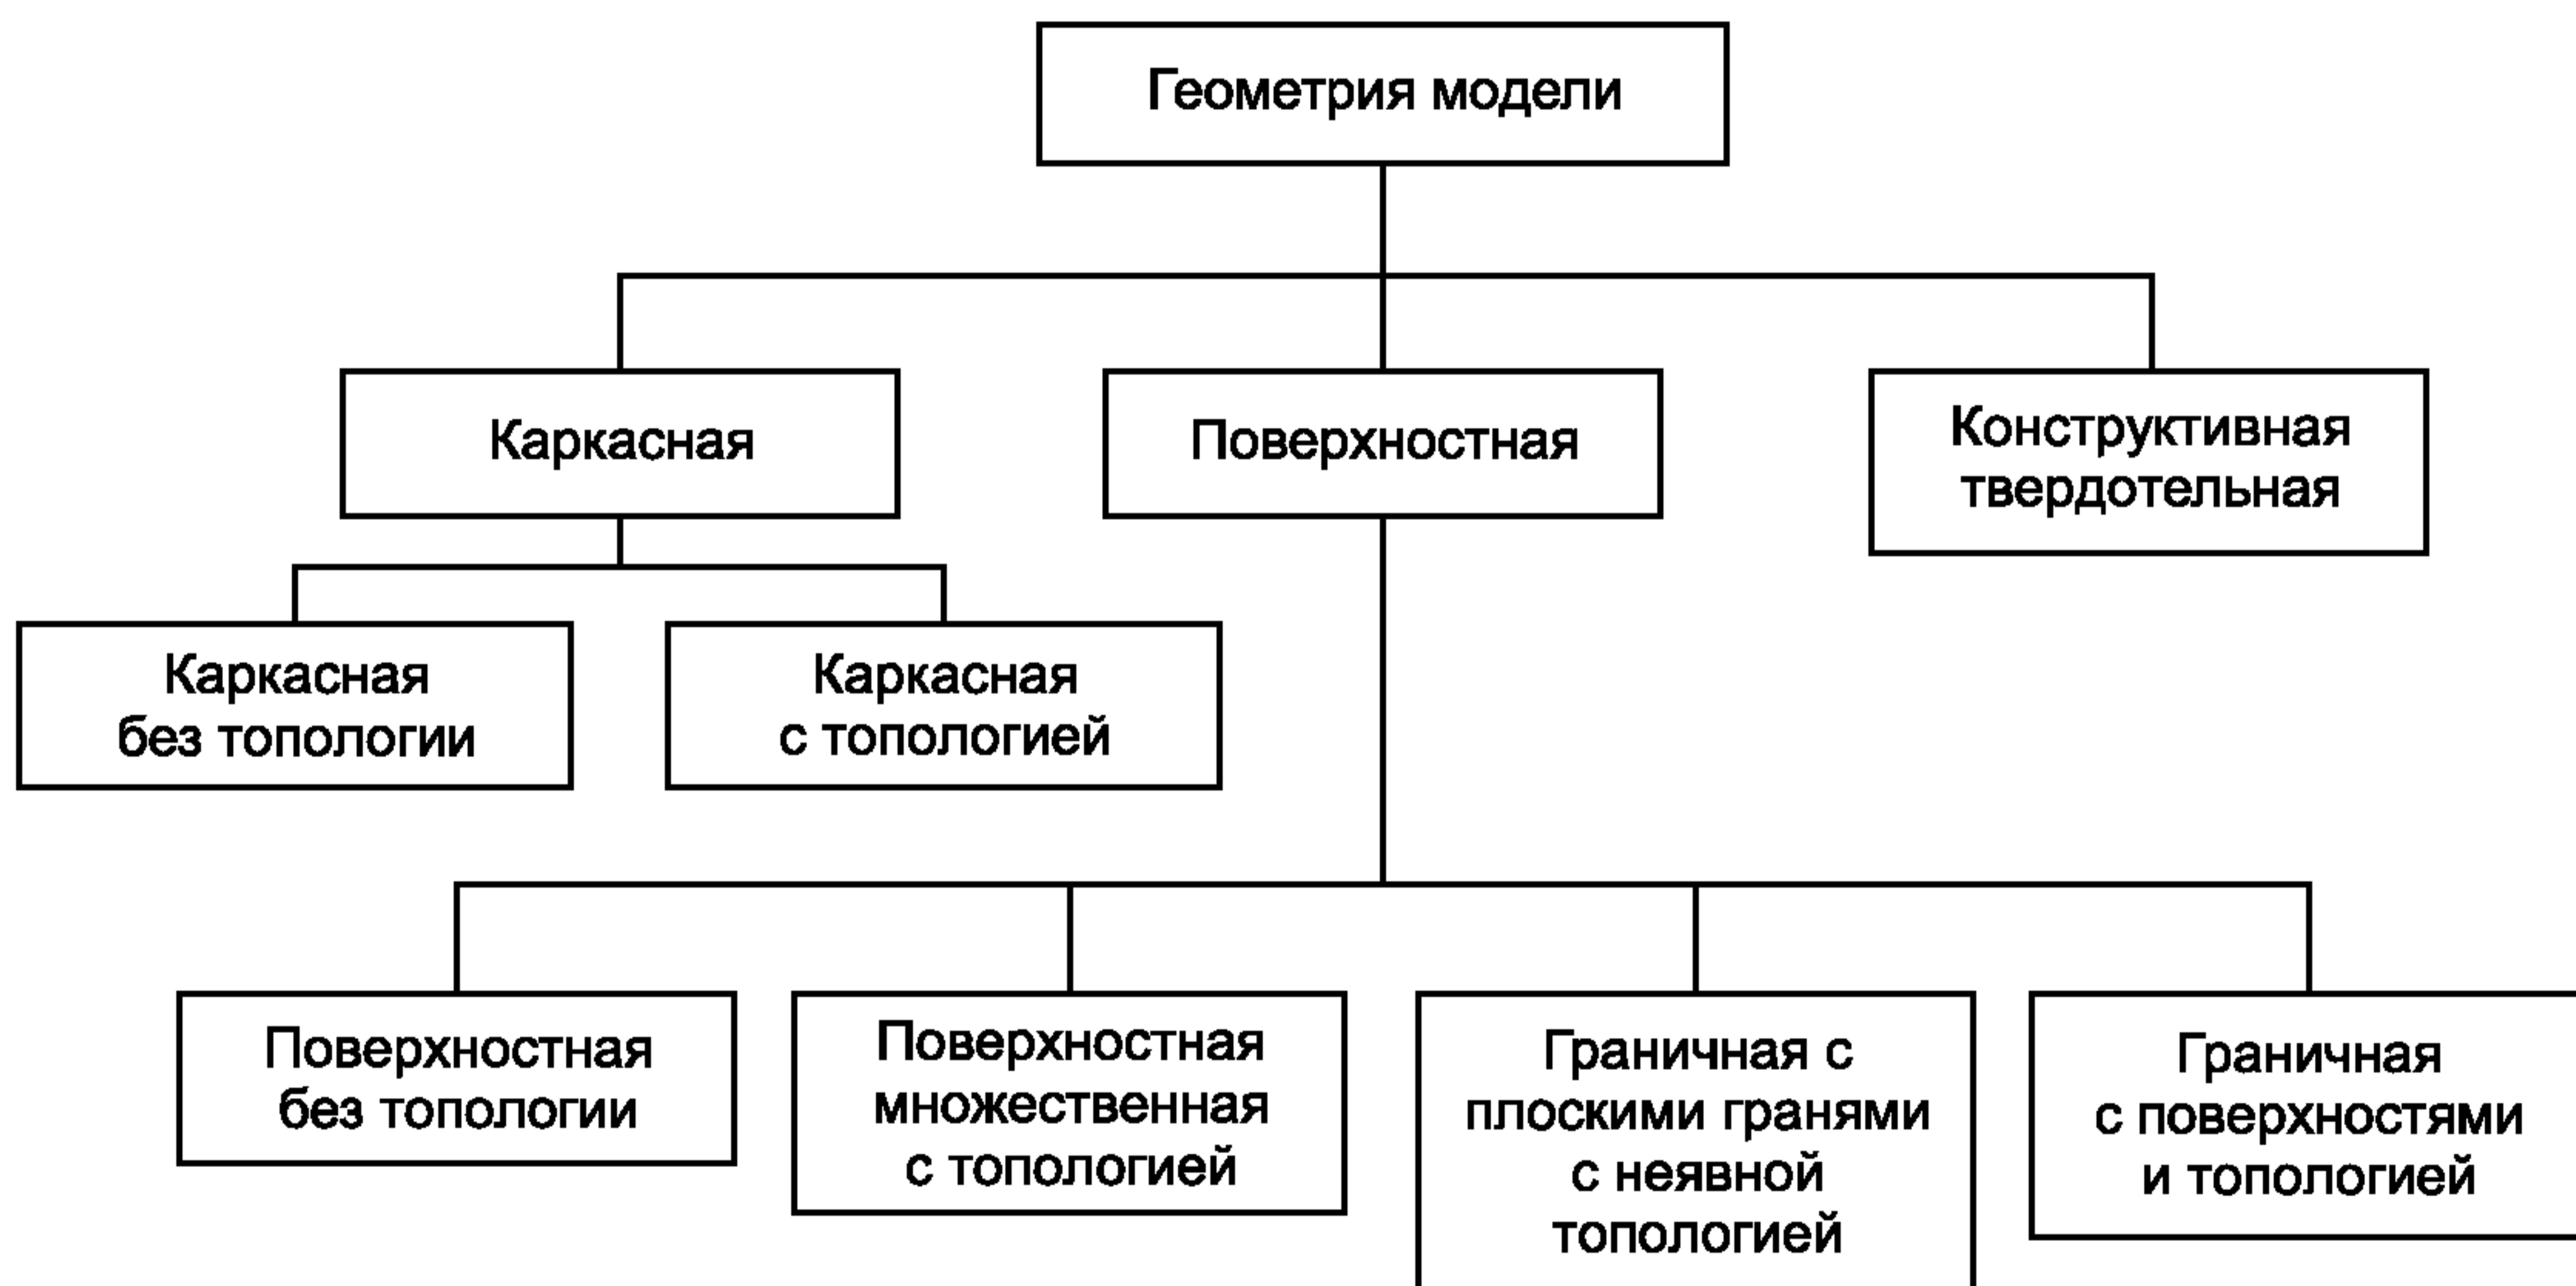 Геометрия модели
Каркасная
Поверхностная
Конструктивная
твердотельная
Каркасная
без топологии
Каркасная
с топологией
Поверхностная
без топологии
Поверхностная
множественная
с топологией
Граничная с
плоскими гранями
с неявной
топологией
Граничная
с поверхностями
и топологией